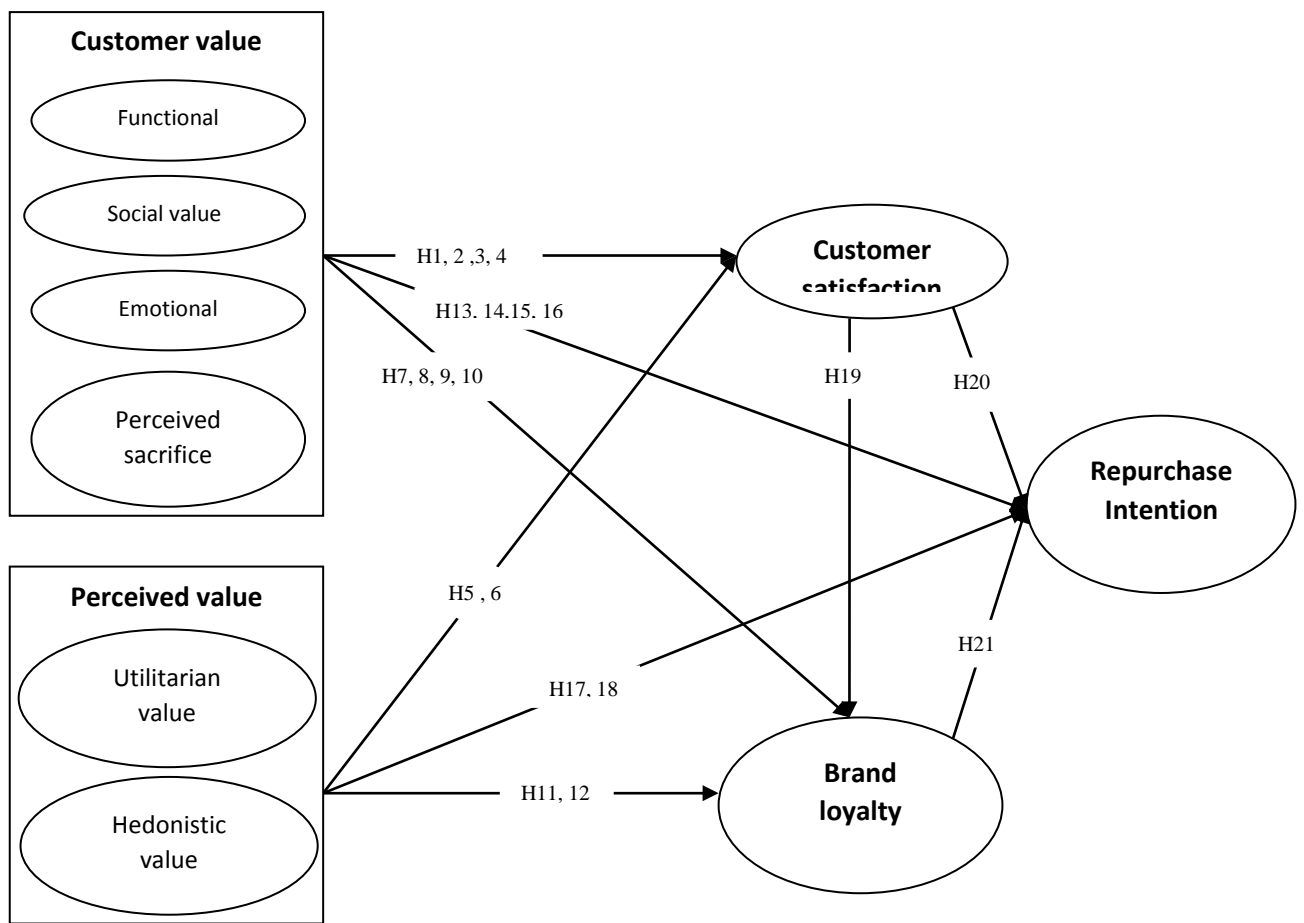 Customer value
Functional
Social value
Emotional
Perceived
sacrifice
Perceived value
Utilitarian
value
Hedonistic
value
H1, 2 ,3, 4
H13, 14,15, 16
H7, 8, 9, 10
H5 , 6
H17, 18
H11, 12
Customer
satisfaction
H19
H20
H21
Brand
loyalty
Repurchase
Intention